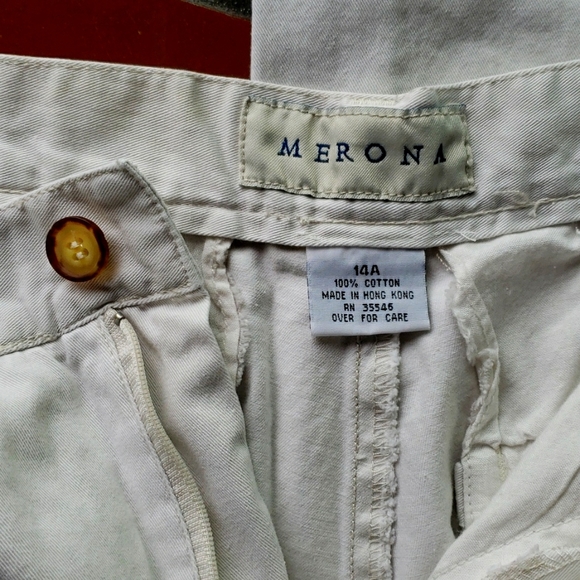 MERONA
14A
100% COTTON
MADE IN HONG KONG
RN 35546
OVER FOR CARE